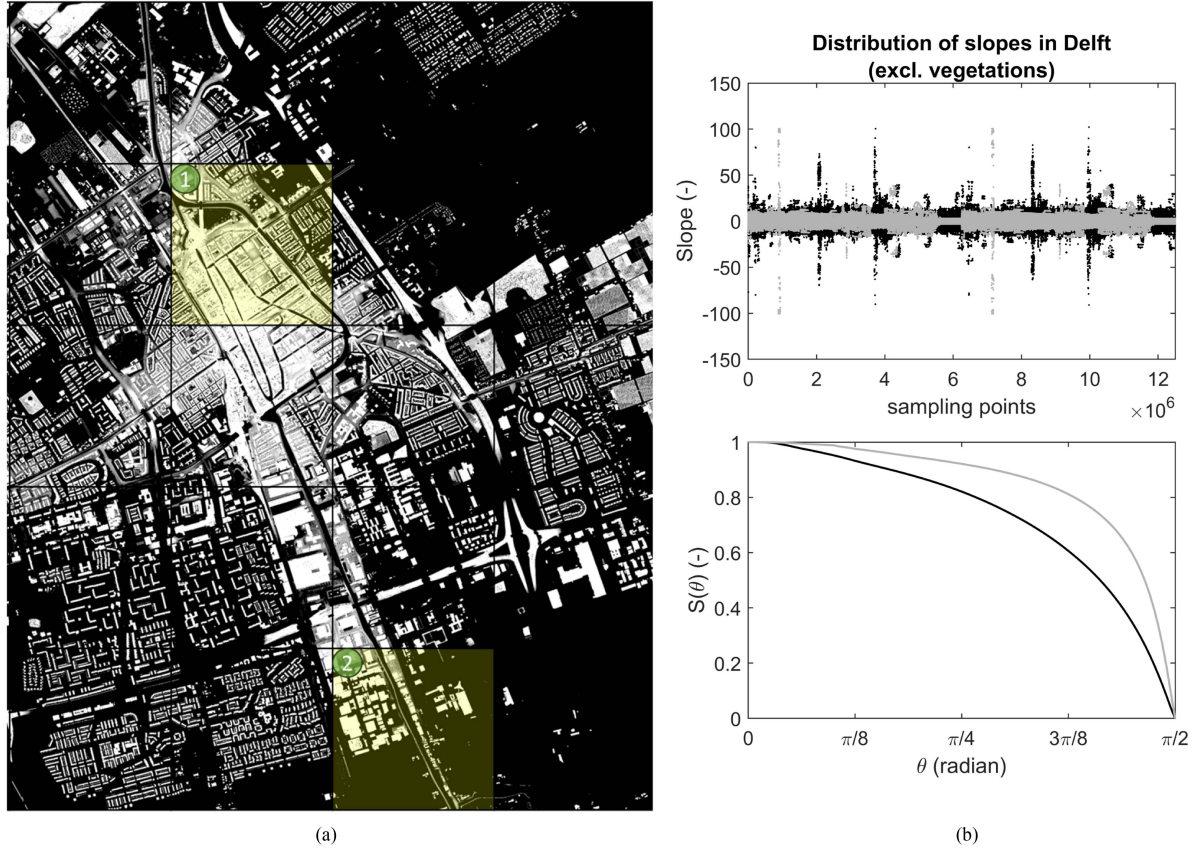 1
2
(a)
Distribution of slopes in Delft
(excl. vegetations)
Slope (-)
150
100
50
0
-50
-100
-150
0 2 4 6 8 10 12
sampling points
×10⁶
S(θ) (-)
1
0.8
0.6
0.4
0.2
0
0 π/8 π/4 3π/8 π/2
θ (radian)
(b)